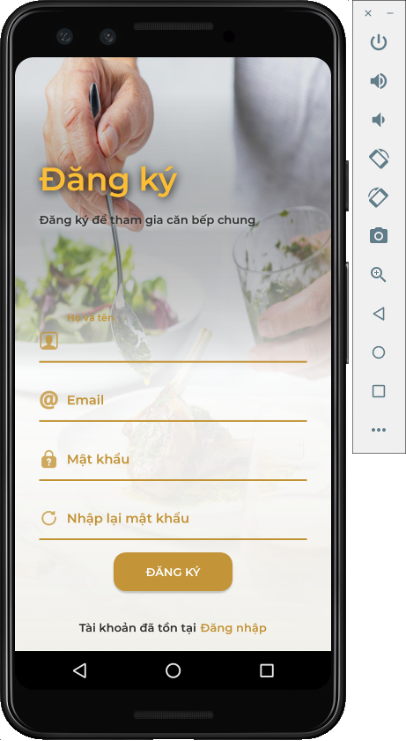 Đăng ký
Đăng ký để tham gia căn bếp chung
Họ và tên
@ Email
Mật khẩu
Nhập lại mật khẩu
ĐĂNG KÝ
Tài khoản đã tồn tại Đăng nhập